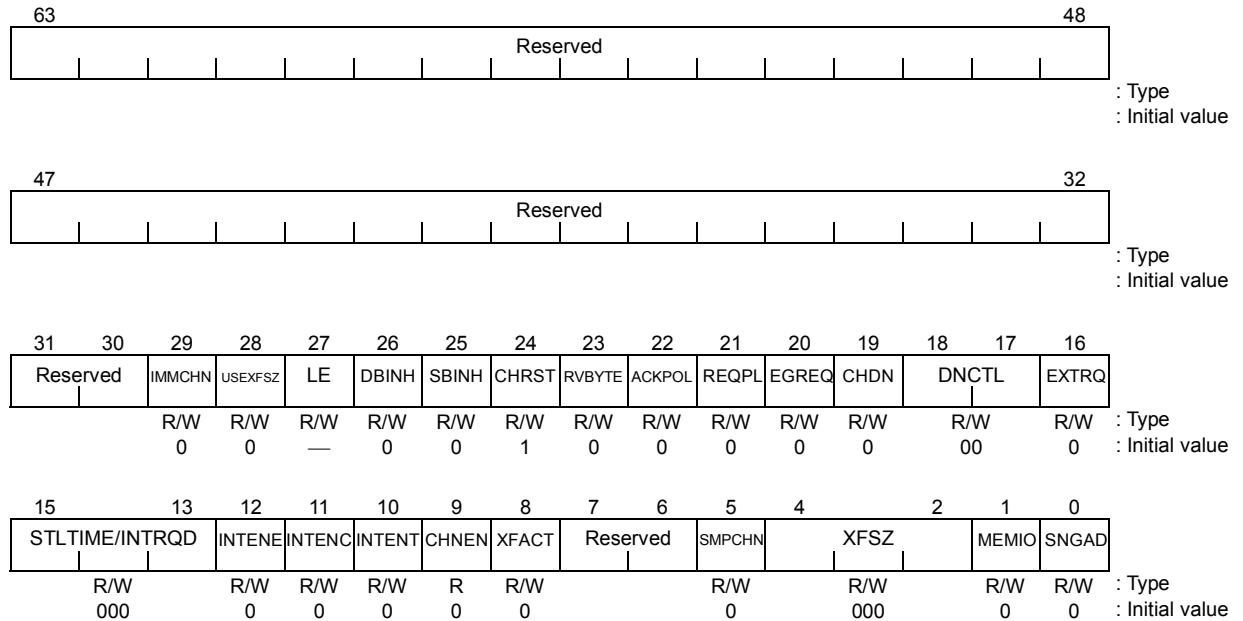 63 48
Reserved
: Type
: Initial value
47 32
Reserved
: Type
: Initial value
31 30 29 28 27 26 25 24 23 22 21 20 19 18 17 16
Reserved IMMCHN USEXFSZ LE DBINH SBINH CHRST RVBYTE ACKPOL REQPL EGREQ CHDN DNCTL EXTRQ
R/W R/W R/W R/W R/W R/W R/W R/W R/W R/W R/W R/W R/W : Type
0 0 — 0 0 1 0 0 0 0 0 00 0 : Initial value
15 13 12 11 10 9 8 7 6 5 4 2 1 0
STLTIME/INTRQD INTENE INTENC INTENT CHNEN XFACT Reserved SMPCHN XFSZ MEMIO SNGAD
R/W R/W R/W R/W R R/W R/W R/W R/W R/W : Type
000 0 0 0 0 0 0 000 0 0 : Initial value